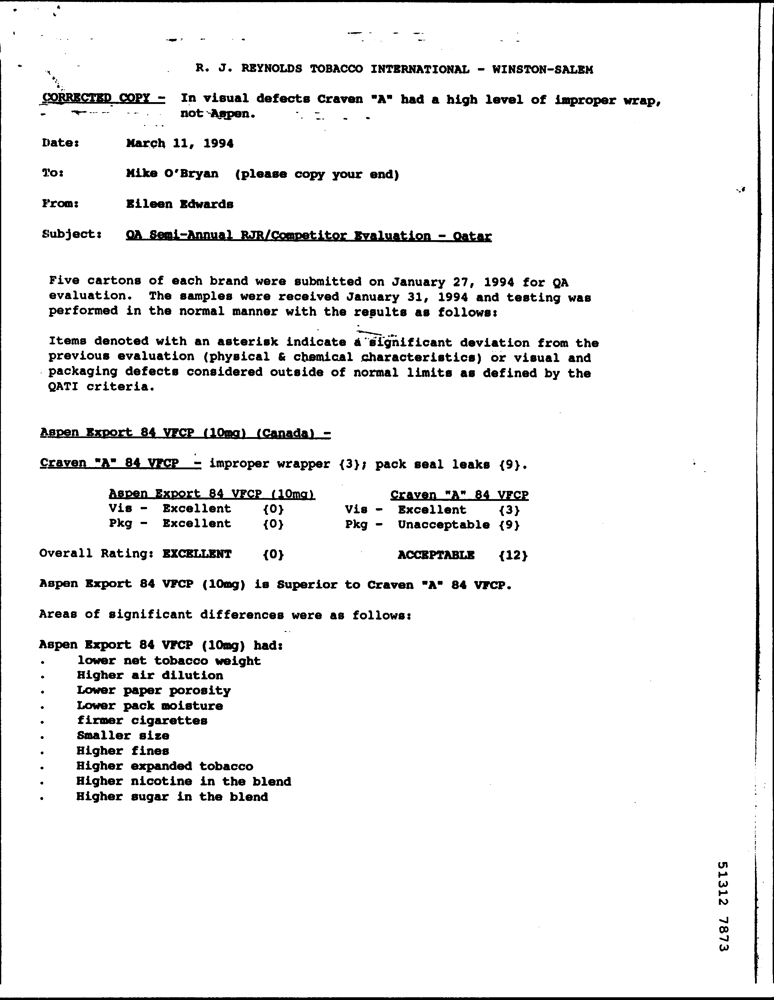 R. J. REYNOLDS TOBACCO INTERNATIONAL - WINSTON-SALEM
CORRECTED COPY - In visual defects Craven "A" had a high level of improper wrap,
not Aspen.
Date: March 11, 1994
To: Mike O'Bryan (please copy your end)
From: Eileen Edwards
Subject: QA Semi-Annual RJR/Competitor Evaluation - Qatar
Five cartons of each brand were submitted on January 27, 1994 for QA
evaluation. The samples were received January 31, 1994 and testing was
performed in the normal manner with the results as follows:
Items denoted with an asterisk indicate a significant deviation from the
previous evaluation (physical & chemical characteristics) or visual and
packaging defects considered outside of normal limits as defined by the
QATI criteria.
Aspen Export 84 VFCP (10mg) (Canada) -
Craven "A" 84 VFCP - improper wrapper {3}; pack seal leaks {9}.
Aspen Export 84 VFCP (10mg) Craven "A" 84 VFCP
Vis - Excellent {0} Vis - Excellent {3}
Pkg - Excellent {0} Pkg - Unacceptable {9}
Overall Rating: EXCELLENT {0} ACCEPTABLE {12}
Aspen Export 84 VFCP (10mg) is Superior to Craven "A" 84 VFCP.
Areas of significant differences were as follows:
Aspen Export 84 VFCP (10mg) had:
. lower net tobacco weight
. Higher air dilution
. Lower paper porosity
. Lower pack moisture
. firmer cigarettes
. Smaller size
. Higher fines
. Higher expanded tobacco
. Higher nicotine in the blend
. Higher sugar in the blend
51312 7873